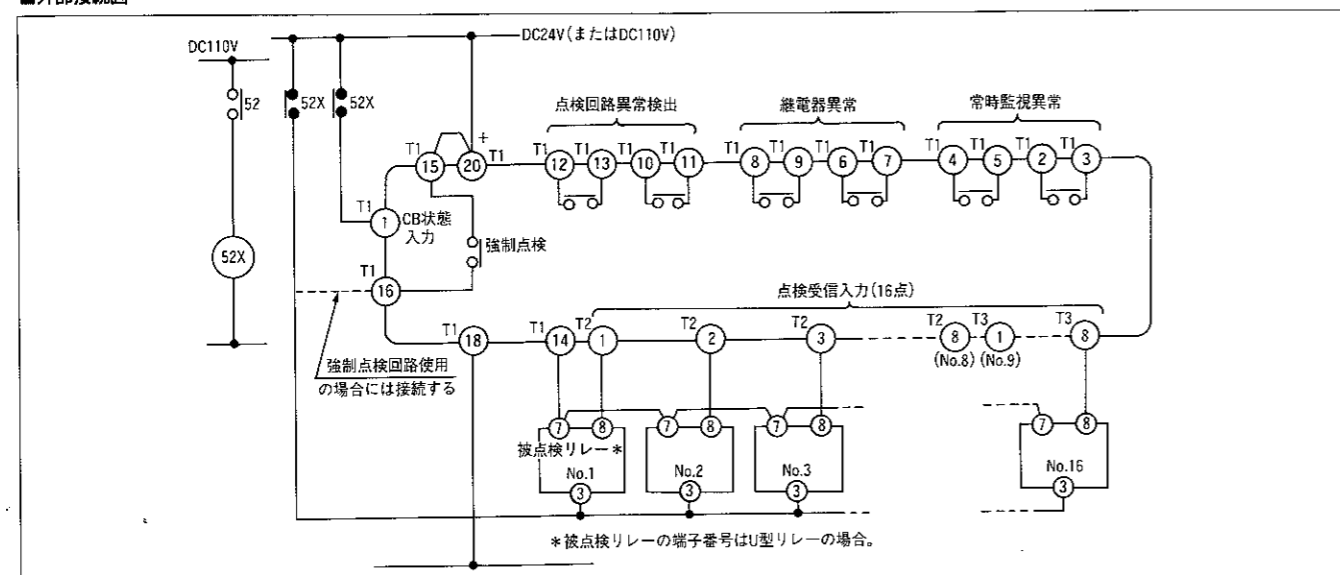 DC24V(またはDC110V)
DC110V
52
52X
52X
点検回路異常検出
継電器異常
常時監視異常
T1
+
T1 T1 T1 T1 T1 T1 T1 T1 T1 T1 T1 T1 T1 T1
15 20 12 13 10 11 8 9 6 7 4 5 2 3
T1
1
CB状態
入力
強制点検
52X
T1
16
点検受信入力(16点)
T1 T1 T2 T2 T2 T2 T3 T3
18 14 1 2 3 8 1 8
(No.8) (No.9)
強制点検回路使用
の場合には接続する
7 8 7 8 7 8 7 8
被点検リレー*
No.1 No.2 No.3 No.16
3 3 3 3
*被点検リレーの端子番号はU型リレーの場合。